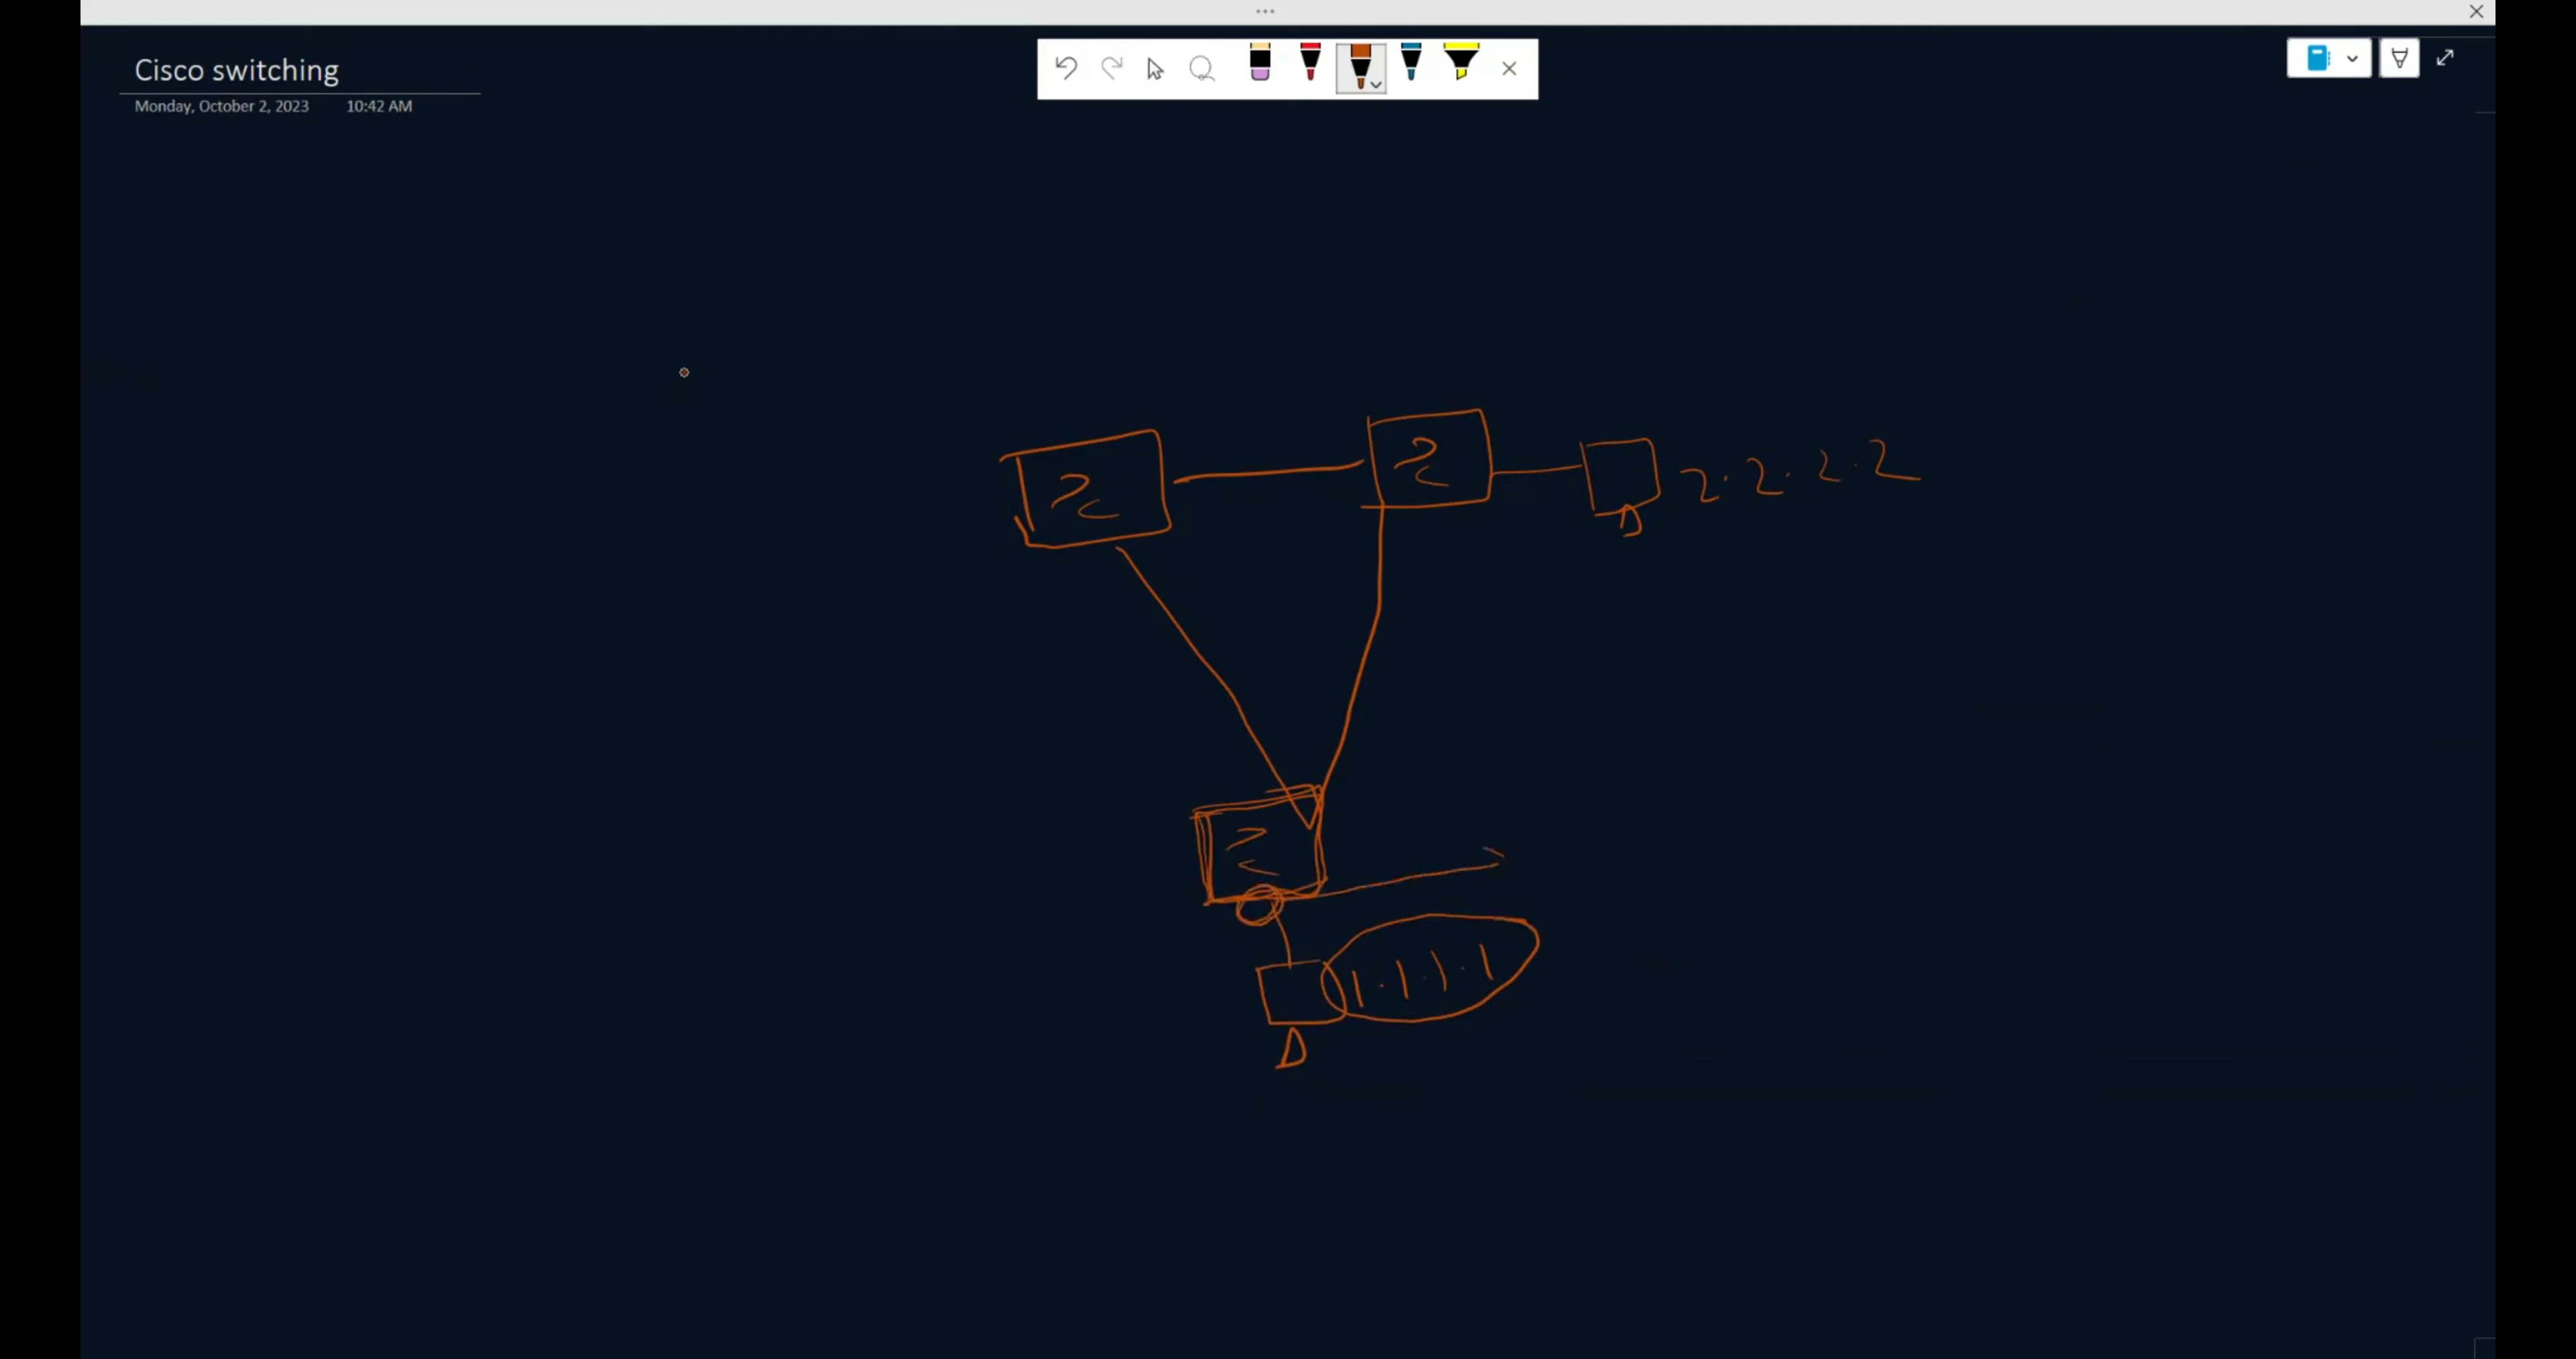 Cisco switching
Monday, October 2, 2023 10:42 AM
2
2
2.2.2.2
2
1.1.1.1